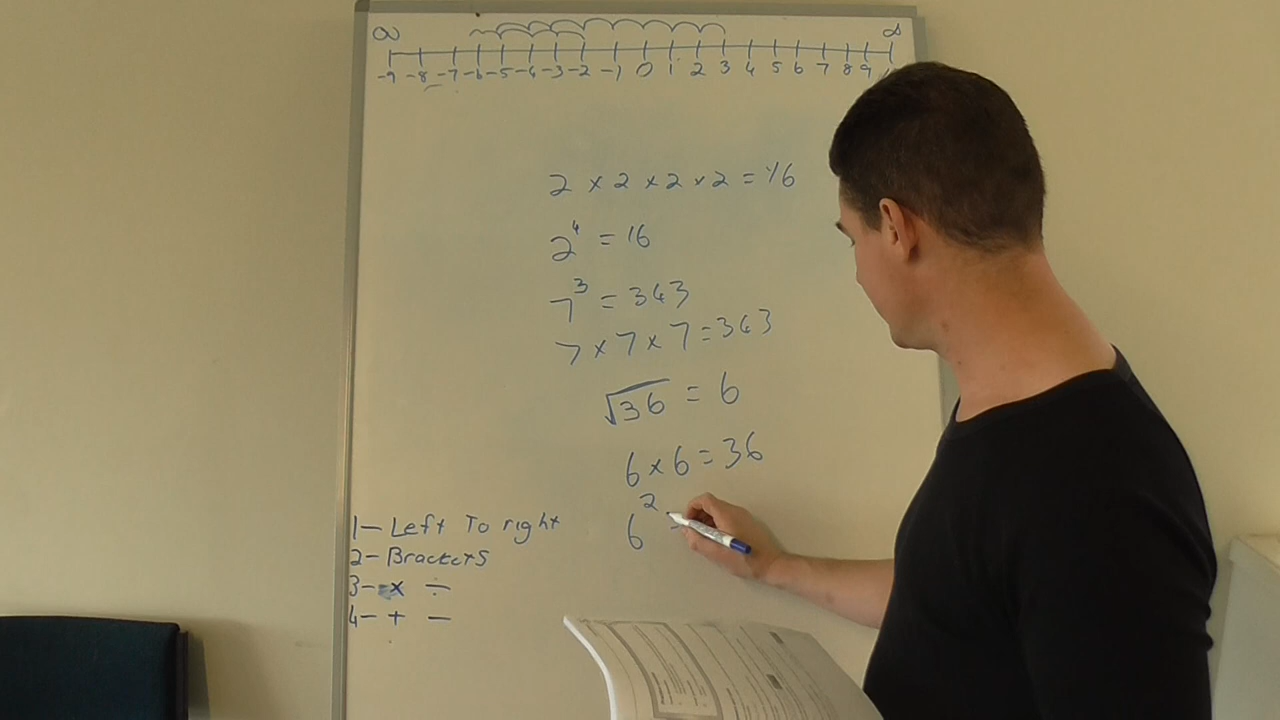 ∞ ∞
-9 -8 -7 -6 -5 -4 -3 -2 -1 0 1 2 3 4 5 6 7 8 9
2 × 2 × 2 × 2 = 16
2⁴ = 16
7³ = 343
7 × 7 × 7 = 343
√36 = 6
6 × 6 = 36
6² =
1- Left To right
2- Brackets
3- × ÷
4- + -